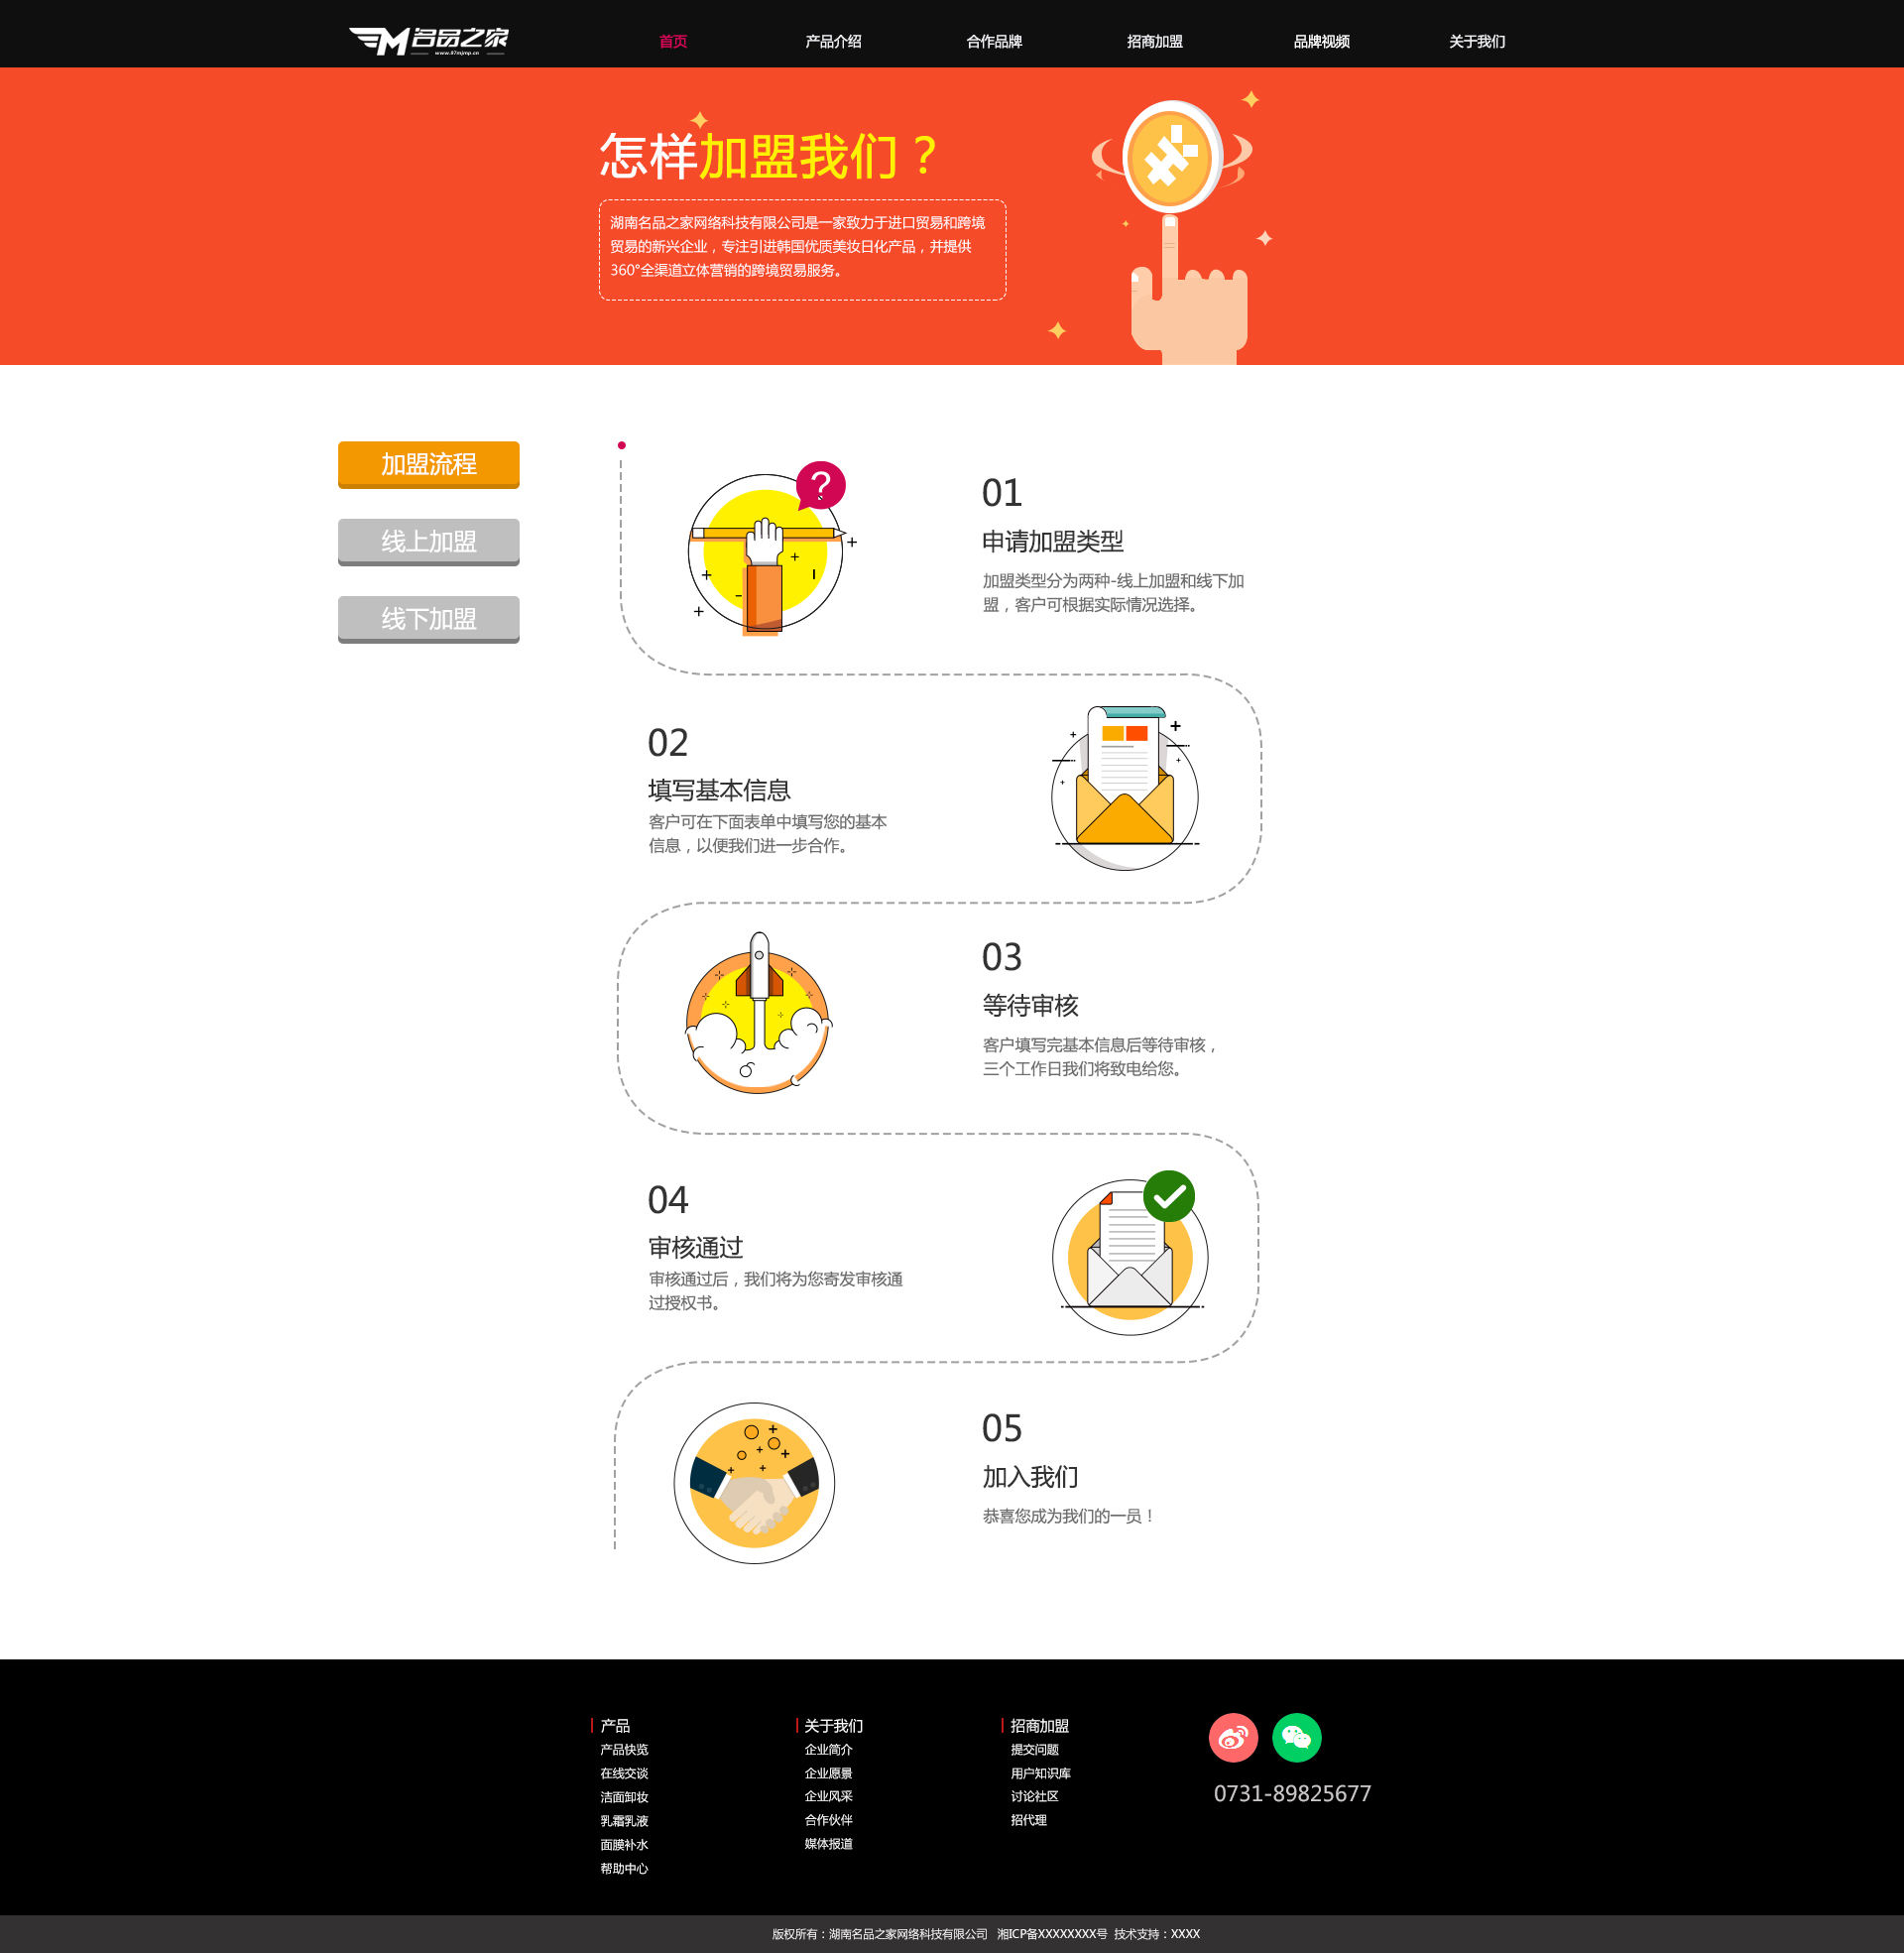 名品之家
www.97mjmp.cn
首页 产品介绍 合作品牌 招商加盟 品牌视频 关于我们
怎样加盟我们？
湖南名品之家网络科技有限公司是一家致力于进口贸易和跨境
贸易的新兴企业，专注引进韩国优质美妆日化产品，并提供
360°全渠道立体营销的跨境贸易服务。
加盟流程
线上加盟
线下加盟
?
01
申请加盟类型
加盟类型分为两种-线上加盟和线下加
盟，客户可根据实际情况选择。
02
填写基本信息
客户可在下面表单中填写您的基本
信息，以便我们进一步合作。
03
等待审核
客户填写完基本信息后等待审核，
三个工作日我们将致电给您。
04
审核通过
审核通过后，我们将为您寄发审核通
过授权书。
05
加入我们
恭喜您成为我们的一员！
产品
产品快览
在线交谈
洁面卸妆
乳霜乳液
面膜补水
帮助中心
关于我们
企业简介
企业愿景
企业风采
合作伙伴
媒体报道
招商加盟
提交问题
用户知识库
讨论社区
招代理
0731-89825677
版权所有：湖南名品之家网络科技有限公司 湘ICP备XXXXXXXX号 技术支持：XXXX